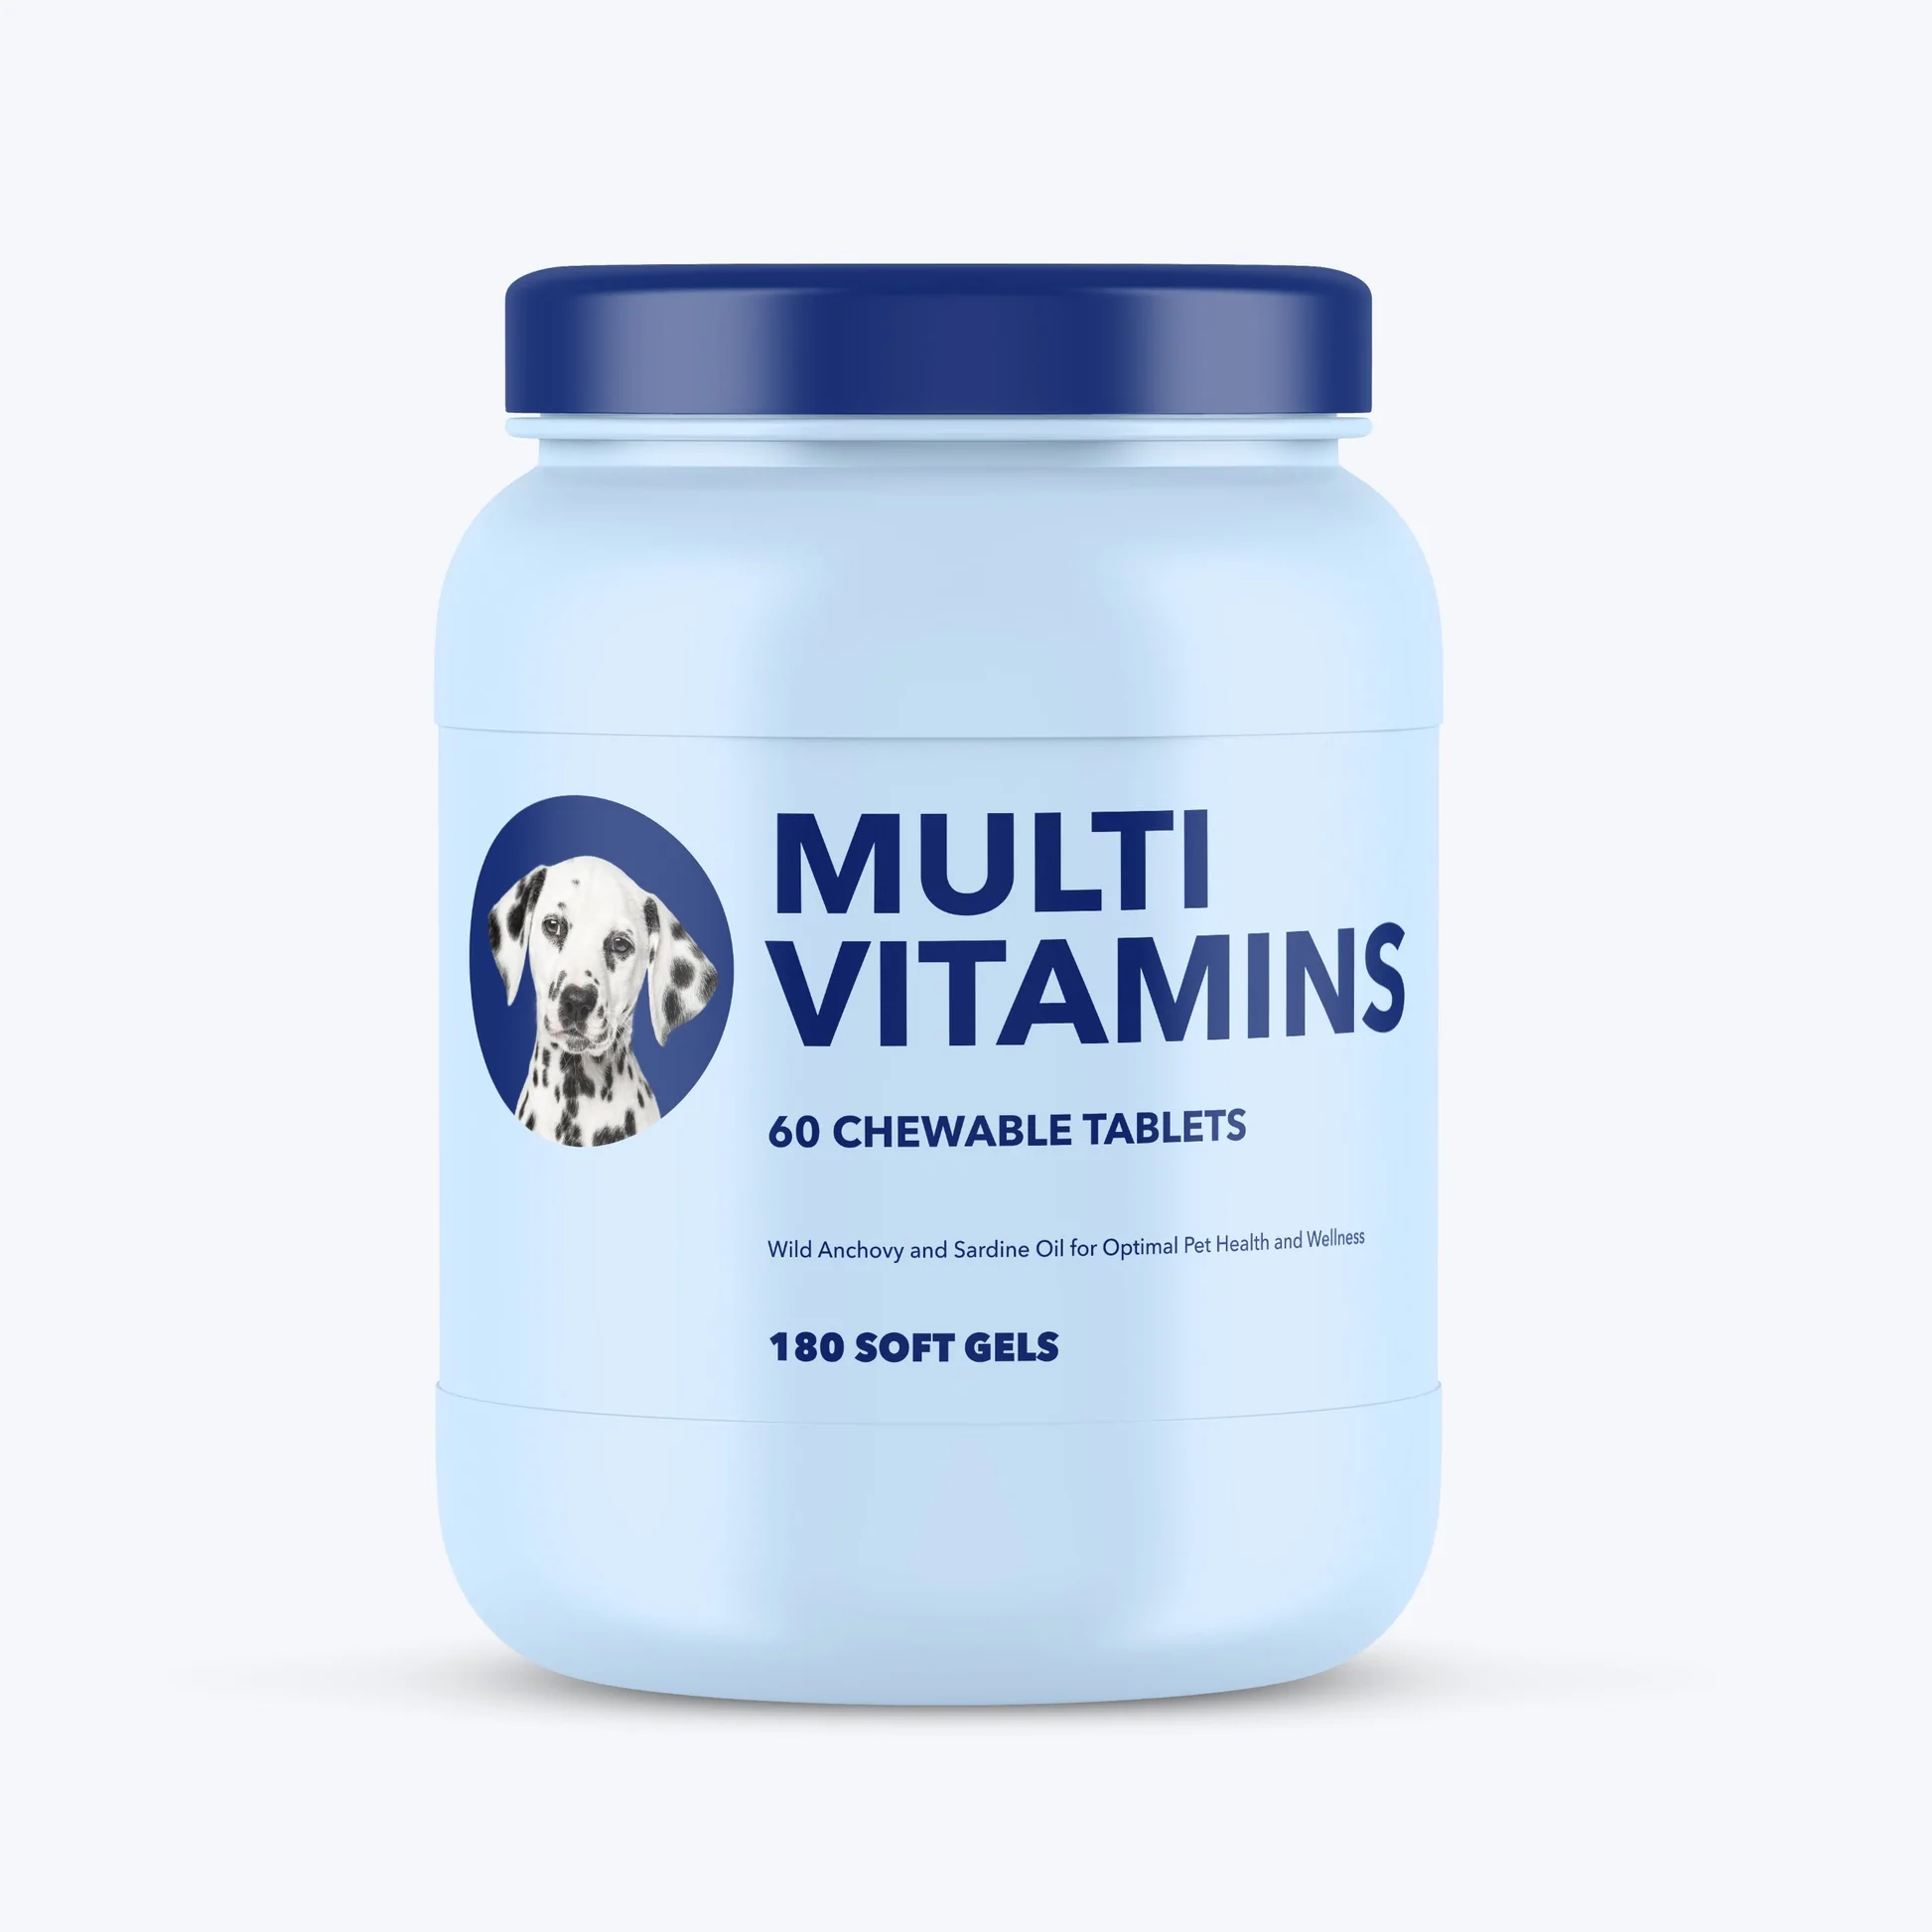 MULTI
VITAMINS
60 CHEWABLE TABLETS
Wild Anchovy and Sardine Oil for Optimal Pet Health and Wellness
180 SOFT GELS